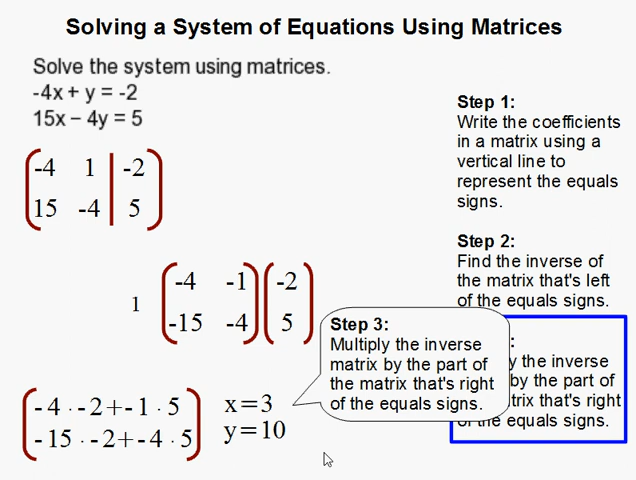 Solving a System of Equations Using Matrices
Solve the system using matrices.
-4x + y = -2
15x – 4y = 5
-4 1 -2
15 -4 5
1
-4 -1 -2
-15 -4 5
-4 · -2 + -1 · 5
-15 · -2 + -4 · 5
x=3
y=10
Step 1:
Write the coefficients
in a matrix using a
vertical line to
represent the equals
signs.
Step 2:
Find the inverse of
the matrix that's left
of the equals signs.
Step 3:
Multiply the inverse
matrix by the part of
the matrix that's right
of the equals signs.
:
y the inverse
by the part of
trix that's right
of the equals signs.